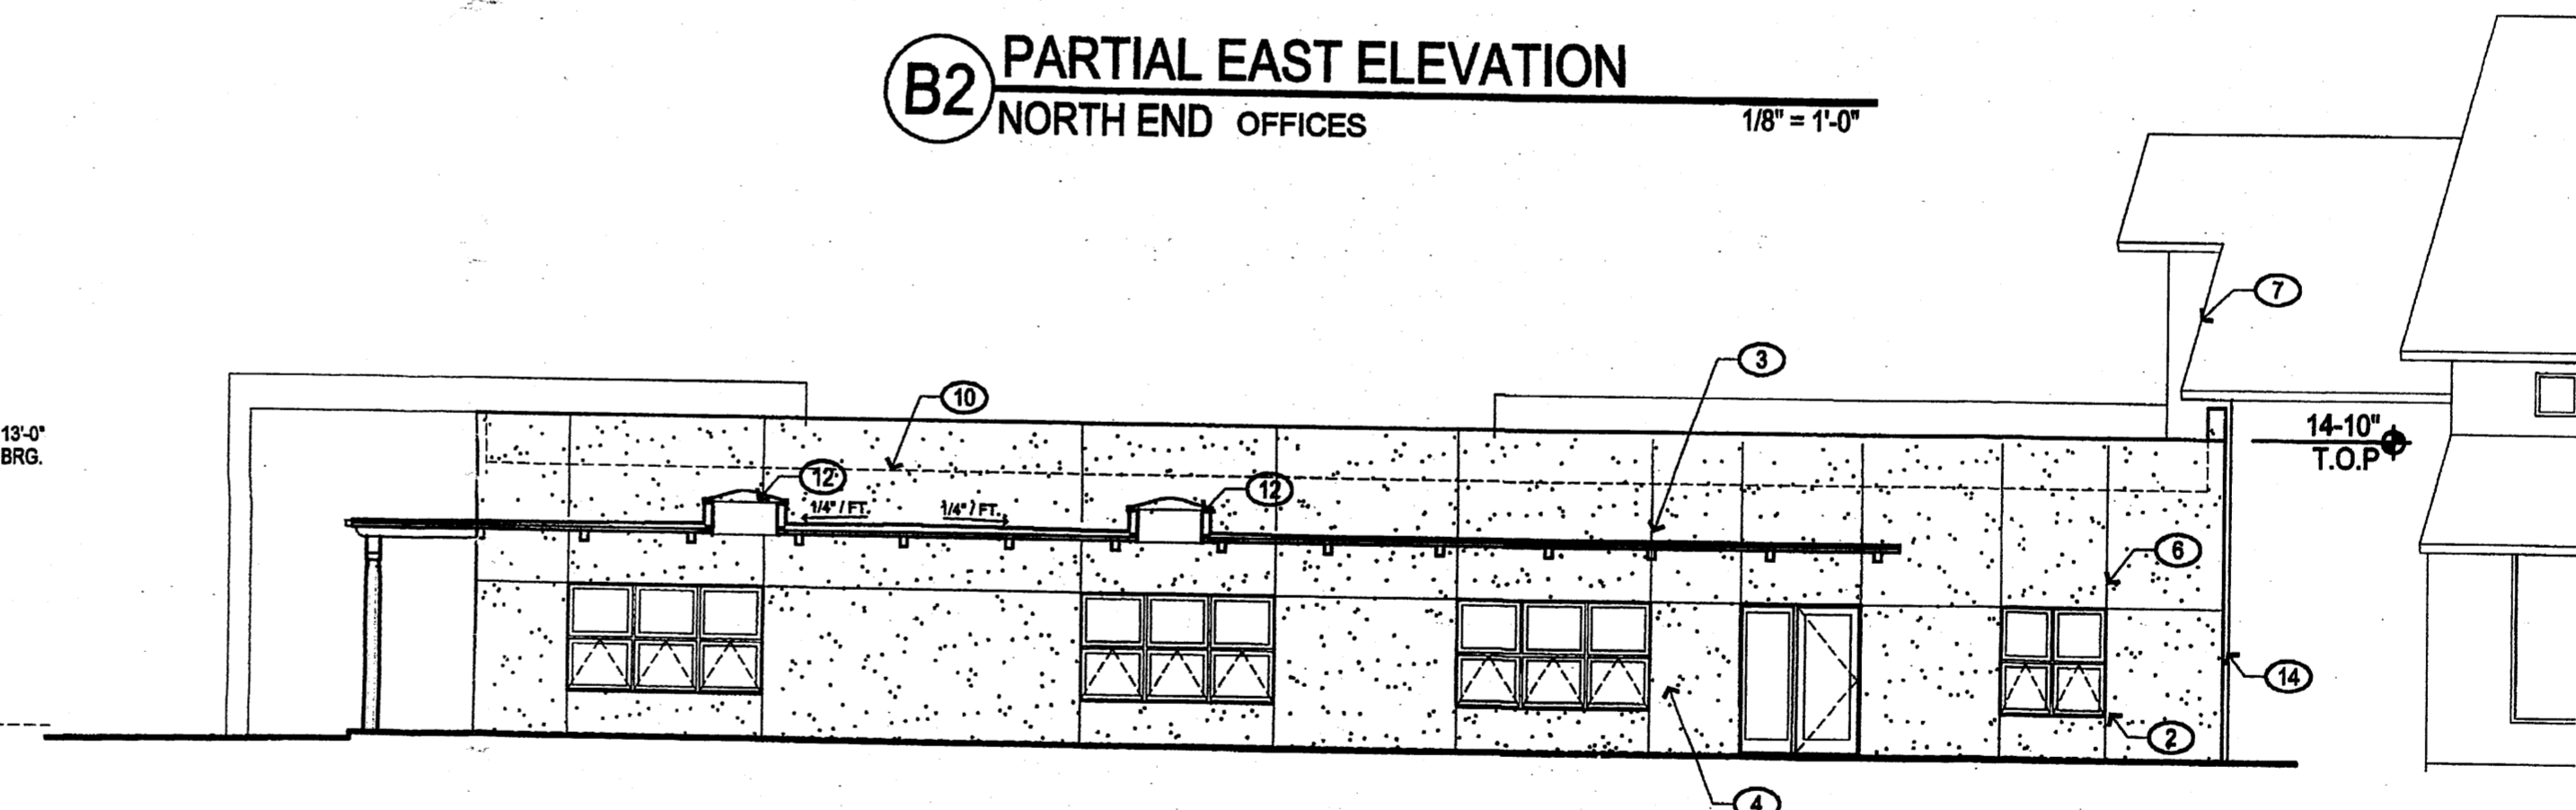 B2
PARTIAL EAST ELEVATION
NORTH END OFFICES
1/8" = 1'-0"
7
3
10
13'-0"
BRG.
14-10"
T.O.P
12
12
1/4" / FT.
1/4" / FT.
6
14
2
4